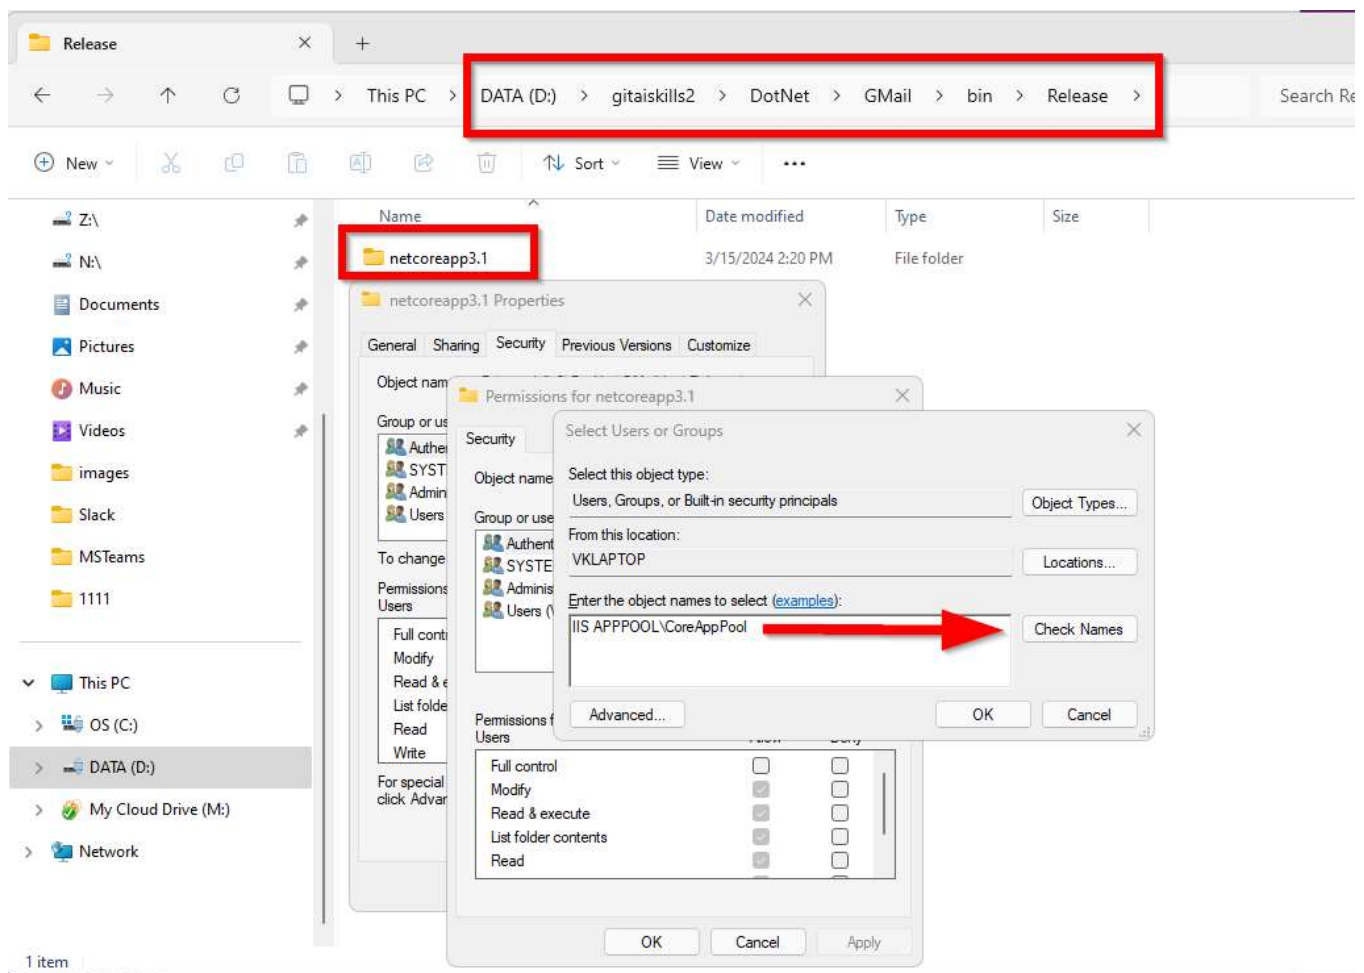 Release
This PC > DATA (D:) > gitaiskills2 > DotNet > GMail > bin > Release >
Search Re
New
Sort
View
Z:\
N:\
Documents
Pictures
Music
Videos
images
Slack
MSTeams
1111
This PC
OS (C:)
DATA (D:)
My Cloud Drive (M:)
Network
1 item
Name Date modified Type Size
netcoreapp3.1 3/15/2024 2:20 PM File folder
netcoreapp3.1 Properties
General Sharing Security Previous Versions Customize
Object nam
Group or us
Authe
SYST
Admin
Users
To change
Permissions
Users
Full cont
Modify
Read & e
List folde
Read
Write
For special
click Advar
Permissions for netcoreapp3.1
Security
Object name
Group or use
Authent
SYSTE
Adminis
Users (
Permissions f
Users
Full control
Modify
Read & execute
List folder contents
Read
OK Cancel Apply
Select Users or Groups
Select this object type:
Users, Groups, or Built-in security principals Object Types...
From this location:
VKLAPTOP Locations...
Enter the object names to select (examples):
IIS APPPOOL\CoreAppPool Check Names
Advanced... OK Cancel